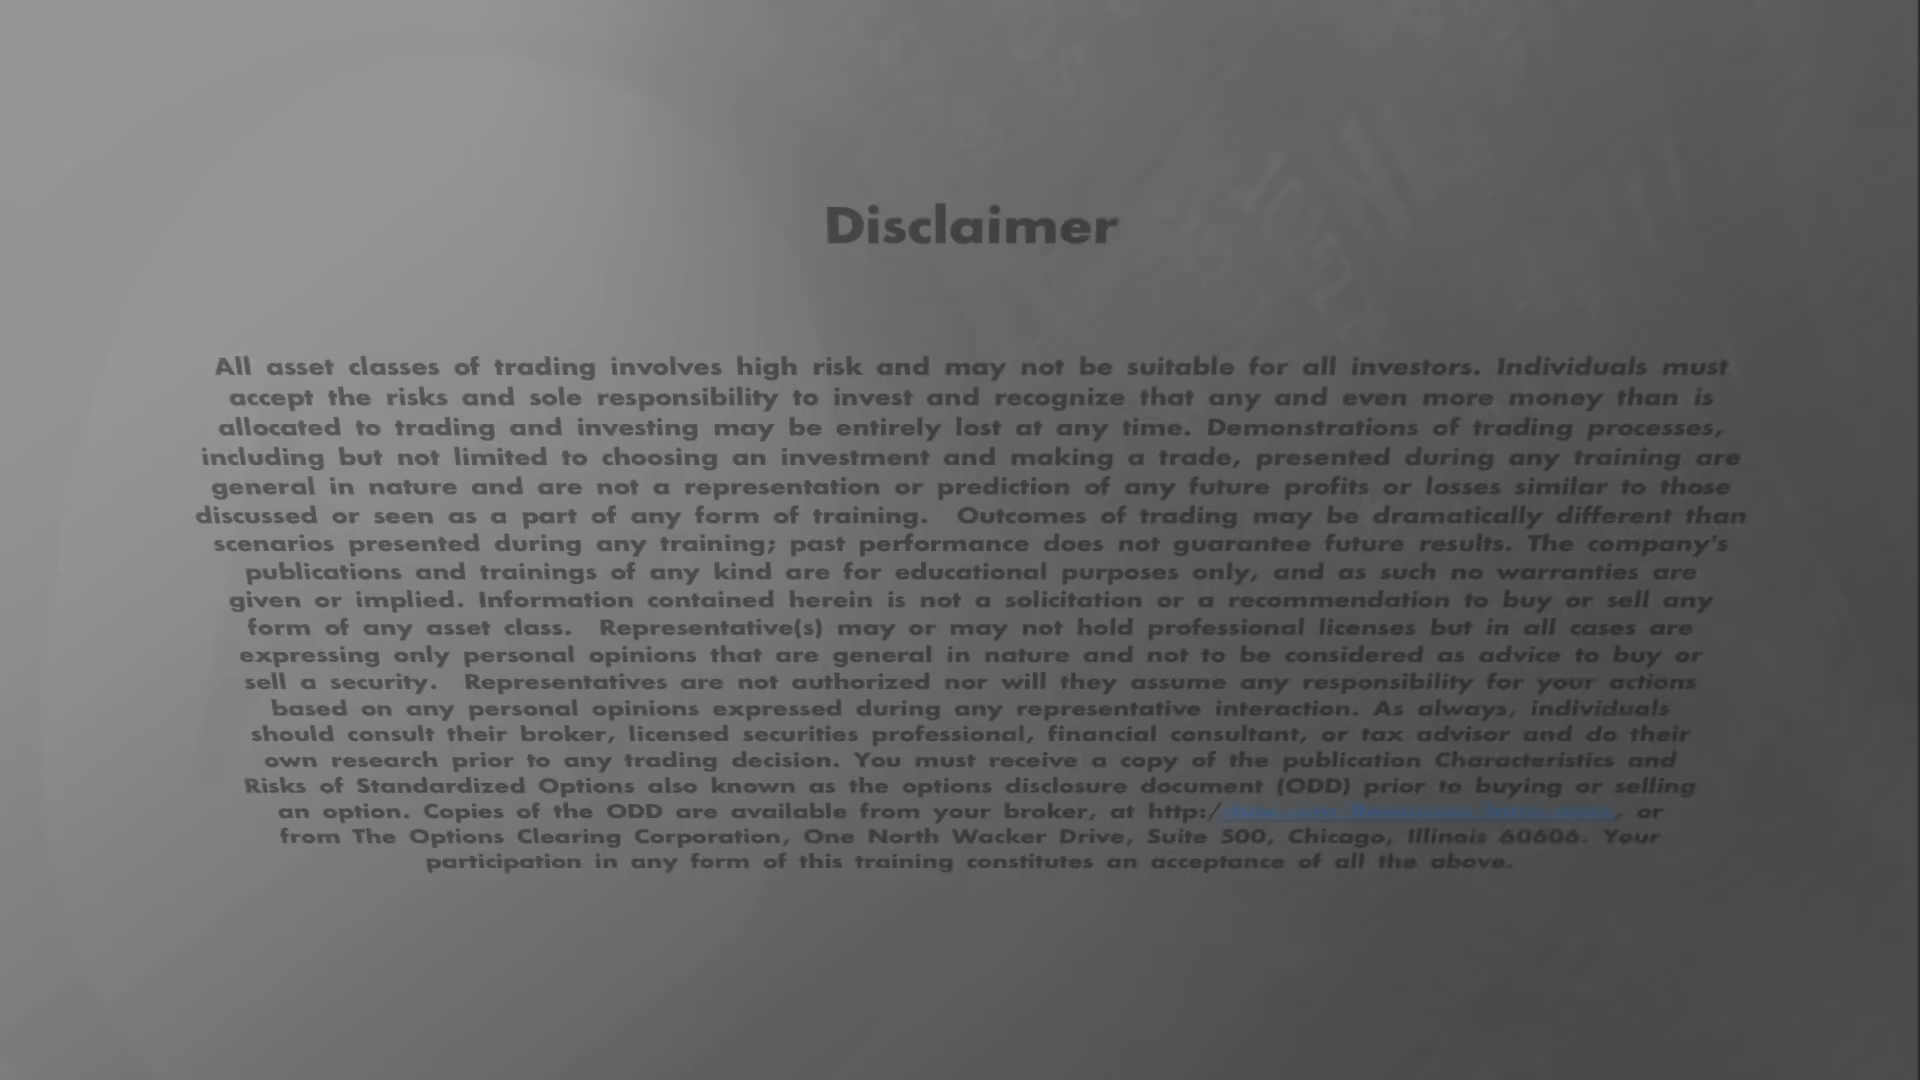 Disclaimer
All asset classes of trading involves high risk and may not be suitable for all investors. Individuals must
accept the risks and sole responsibility to invest and recognize that any and even more money than is
allocated to trading and investing may be entirely lost at any time. Demonstrations of trading processes,
including but not limited to choosing an investment and making a trade, presented during any training are
general in nature and are not a representation or prediction of any future profits or losses similar to those
discussed or seen as a part of any form of training. Outcomes of trading may be dramatically different than
scenarios presented during any training; past performance does not guarantee future results. The company's
publications and trainings of any kind are for educational purposes only, and as such no warranties are
given or implied. Information contained herein is not a solicitation or a recommendation to buy or sell any
form of any asset class. Representative(s) may or may not hold professional licenses but in all cases are
expressing only personal opinions that are general in nature and not to be considered as advice to buy or
sell a security. Representatives are not authorized nor will they assume any responsibility for your actions
based on any personal opinions expressed during any representative interaction. As always, individuals
should consult their broker, licensed securities professional, financial consultant, or tax advisor and do their
own research prior to any trading decision. You must receive a copy of the publication Characteristics and
Risks of Standardized Options also known as the options disclosure document (ODD) prior to buying or selling
an option. Copies of the ODD are available from your broker, at http:/ , or
from The Options Clearing Corporation, One North Wacker Drive, Suite 500, Chicago, Illinois 60606. Your
participation in any form of this training constitutes an acceptance of all the above.